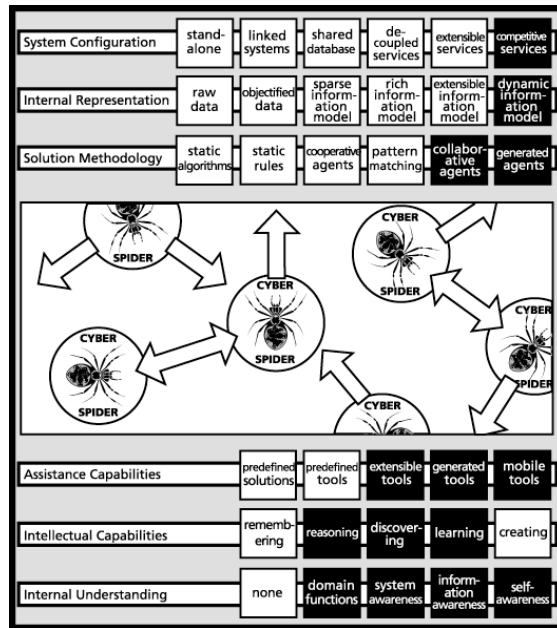 System Configuration
stand-
alone
linked
systems
shared
database
de-
coupled
services
extensible
services
competitive
services
Internal Representation
raw
data
objectified
data
sparse
inform-
ation
model
rich
inform-
ation
model
extensible
inform-
ation
model
dynamic
inform-
ation
model
Solution Methodology
static
algorithms
static
rules
cooperative
agents
pattern
matching
collabor-
ative
agents
generated
agents
CYBER
SPIDER
SPIDER
CYBER
SPIDER
CYBER
SPIDER
CYBER
SPIDER
CYBER
SPIDER
CYBER
Assistance Capabilities
predefined
solutions
predefined
tools
extensible
tools
generated
tools
mobile
tools
Intellectual Capabilities
rememb-
ering
reasoning
discover-
ing
learning
creating
Internal Understanding
none
domain
functions
system
awareness
inform-
ation
awareness
self-
awareness